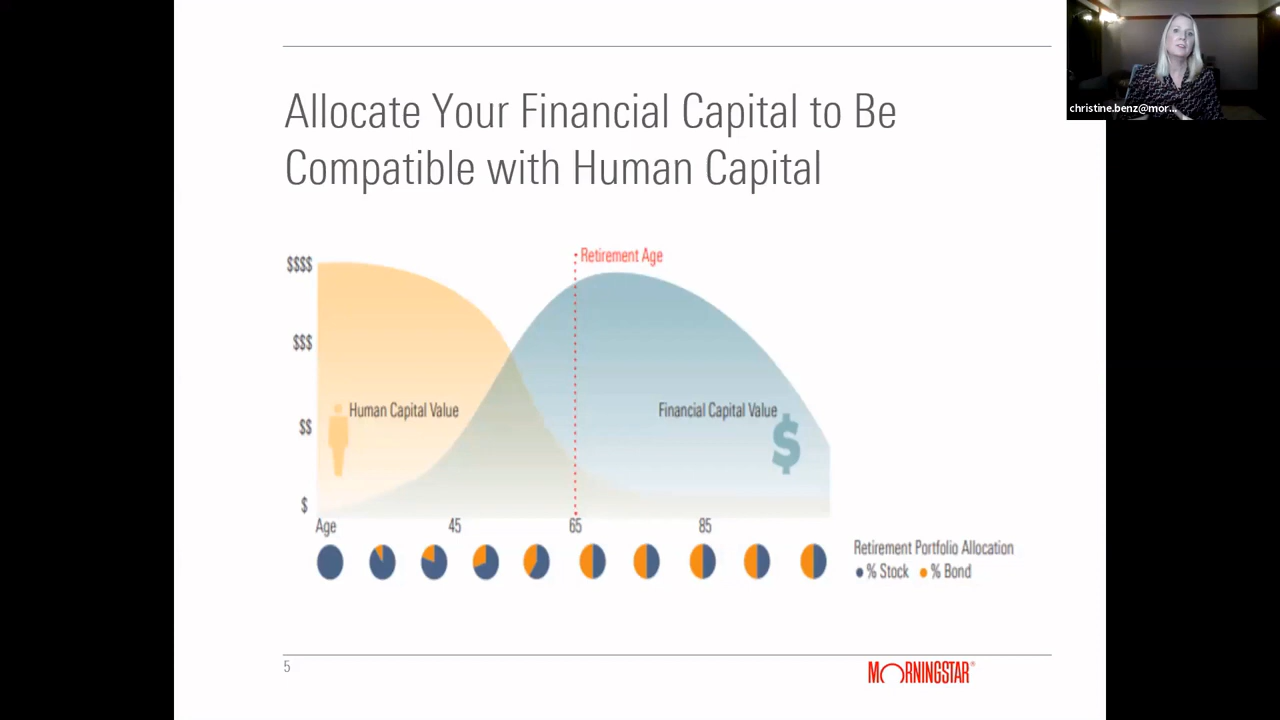 christine.benz@mor...
Allocate Your Financial Capital to Be
Compatible with Human Capital
$$$$
Retirement Age
$$$
Human Capital Value
Financial Capital Value
$$
$
$
Age
45
65
85
Retirement Portfolio Allocation
% Stock
% Bond
5
MORNINGSTAR®